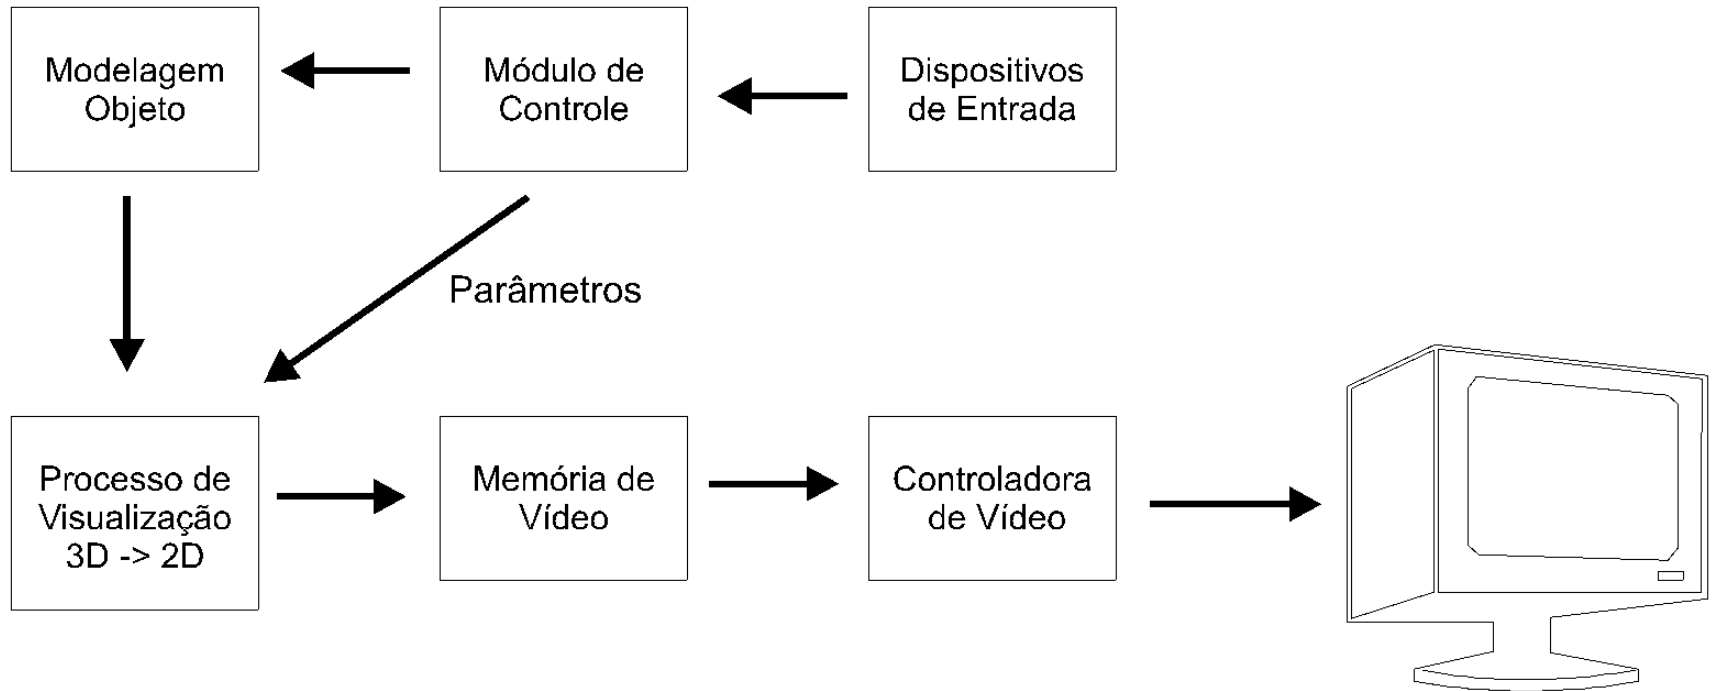 Modelagem
Objeto
Módulo de
Controle
Dispositivos
de Entrada
Parâmetros
Processo de
Visualização
3D -> 2D
Memória de
Vídeo
Controladora
de Vídeo